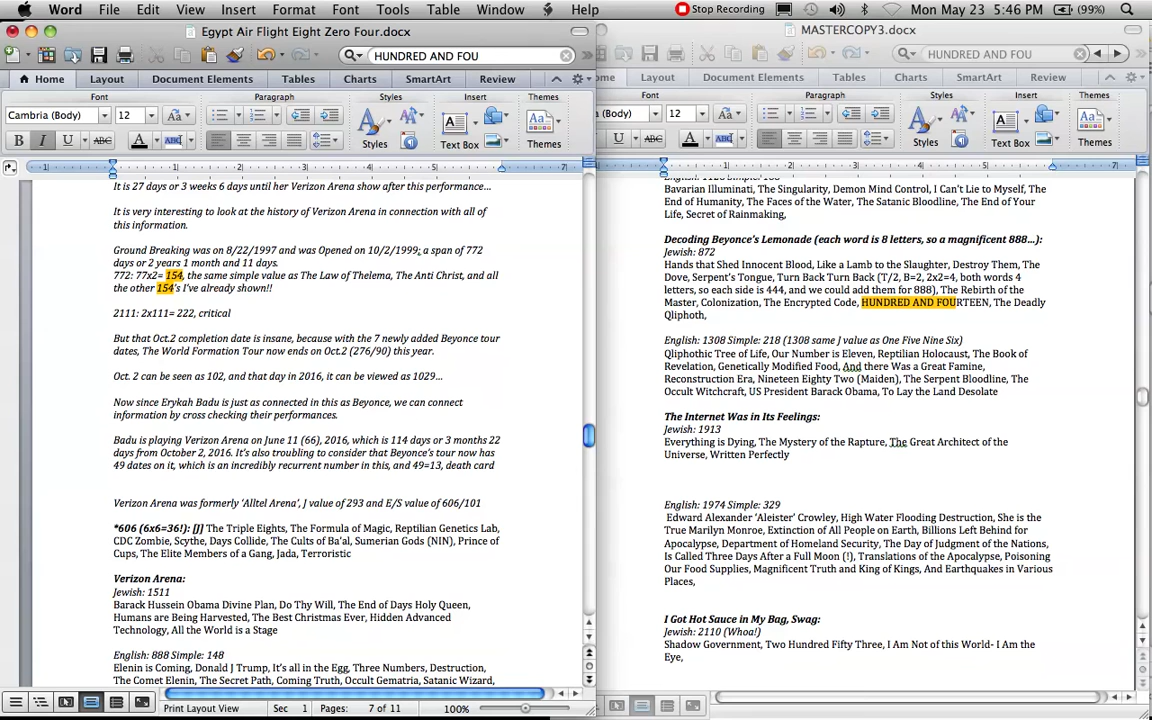 Word File Edit View Insert Format Font Tools Table Window Help Stop Recording Mon May 23 5:46 PM (99%)
Egypt Air Flight Eight Zero Four.docx
HUNDRED AND FOU
Home Layout Document Elements Tables Charts SmartArt Review
Font Paragraph Styles Insert Themes
Cambria (Body) 12 Aa
B I U ABC A ABC Styles Text Box Themes
It is 27 days or 3 weeks 6 days until her Verizon Arena show after this performance...
It is very interesting to look at the history of Verizon Arena in connection with all of
this information.
Ground Breaking was on 8/22/1997 and was Opened on 10/2/1999, a span of 772
days or 2 years 1 month and 11 days.
772: 77x2= 154, the same simple value as The Law of Thelema, The Anti Christ, and all
the other 154's I've already shown!!
2111: 2x111= 222, critical
But that Oct.2 completion date is insane, because with the 7 newly added Beyonce tour
dates, The World Formation Tour now ends on Oct.2 (276/90) this year.
Oct. 2 can be seen as 102, and that day in 2016, it can be viewed as 1029...
Now since Erykah Badu is just as connected in this as Beyonce, we can connect
information by cross checking their performances.
Badu is playing Verizon Arena on June 11 (66), 2016, which is 114 days or 3 months 22
days from October 2, 2016. It's also troubling to consider that Beyonce's tour now has
49 dates on it, which is an incredibly recurrent number in this, and 49=13, death card
Verizon Arena was formerly 'Alltel Arena', J value of 293 and E/S value of 606/101
*606 (6x6=36!): [J] The Triple Eights, The Formula of Magic, Reptilian Genetics Lab,
CDC Zombie, Scythe, Days Collide, The Cults of Ba'al, Sumerian Gods (NIN), Prince of
Cups, The Elite Members of a Gang, Jada, Terroristic
Verizon Arena:
Jewish: 1511
Barack Hussein Obama Divine Plan, Do Thy Will, The End of Days Holy Queen,
Humans are Being Harvested, The Best Christmas Ever, Hidden Advanced
Technology, All the World is a Stage
English: 888 Simple: 148
Elenin is Coming, Donald J Trump, It's all in the Egg, Three Numbers, Destruction,
The Comet Elenin, The Secret Path, Coming Truth, Occult Gematria, Satanic Wizard,
Print Layout View Sec 1 Pages: 7 of 11 100%
MASTERCOPY3.docx
HUNDRED AND FOU
ome Layout Document Elements Tables Charts SmartArt Review
Font Paragraph Styles Insert Themes
a (Body) 12 Aa
U ABC A ABC Styles Text Box Themes
Bavarian Illuminati, The Singularity, Demon Mind Control, I Can't Lie to Myself, The
End of Humanity, The Faces of the Water, The Satanic Bloodline, The End of Your
Life, Secret of Rainmaking,
Decoding Beyonce's Lemonade (each word is 8 letters, so a magnificent 888...):
Jewish: 872
Hands that Shed Innocent Blood, Like a Lamb to the Slaughter, Destroy Them, The
Dove, Serpent's Tongue, Turn Back Turn Back (T/2, B=2, 2x2=4, both words 4
letters, so each side is 444, and we could add them for 888), The Rebirth of the
Master, Colonization, The Encrypted Code, HUNDRED AND FOURTEEN, The Deadly
Qliphoth,
English: 1308 Simple: 218 (1308 same J value as One Five Nine Six)
Qliphothic Tree of Life, Our Number is Eleven, Reptilian Holocaust, The Book of
Revelation, Genetically Modified Food, And there Was a Great Famine,
Reconstruction Era, Nineteen Eighty Two (Maiden), The Serpent Bloodline, The
Occult Witchcraft, US President Barack Obama, To Lay the Land Desolate
The Internet Was in Its Feelings:
Jewish: 1913
Everything is Dying, The Mystery of the Rapture, The Great Architect of the
Universe, Written Perfectly
English: 1974 Simple: 329
Edward Alexander 'Aleister' Crowley, High Water Flooding Destruction, She is the
True Marilyn Monroe, Extinction of All People on Earth, Billions Left Behind for
Apocalypse, Department of Homeland Security, The Day of Judgment of the Nations,
Is Called Three Days After a Full Moon (!), Translations of the Apocalypse, Poisoning
Our Food Supplies, Magnificent Truth and King of Kings, And Earthquakes in Various
Places,
I Got Hot Sauce in My Bag, Swag:
Jewish: 2110 (Whoa!)
Shadow Government, Two Hundred Fifty Three, I Am Not of this World- I Am the
Eye,